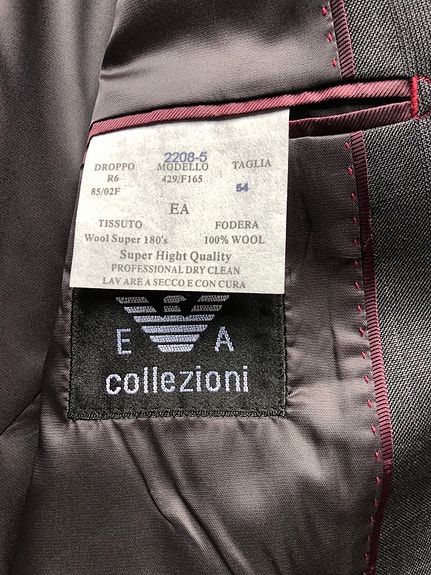 2208-5
DROPPO MODELLO TAGLIA
R6 429/F165
85/02F 54
EA
TISSUTO FODERA
Wool Super 180's 100% WOOL
Super Hight Quality
PROFESSIONAL DRY CLEAN
LAV ARE A SECCO E CON CURA
E A
collezioni